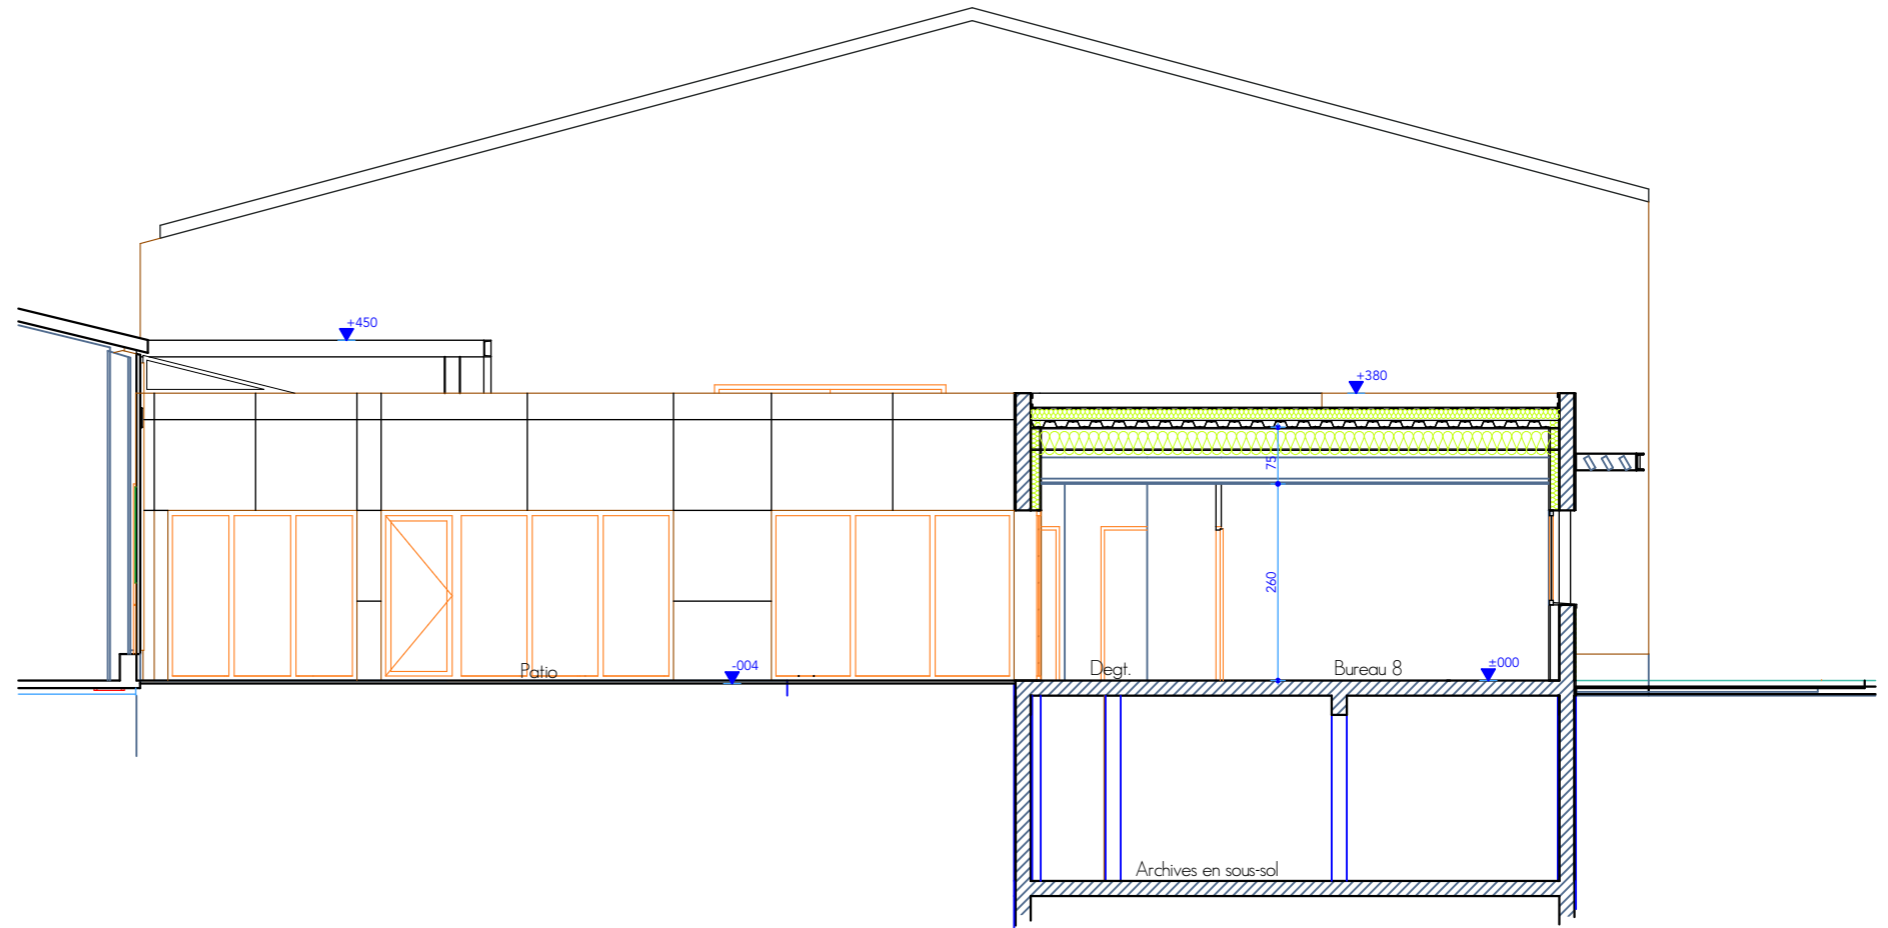 +450
+380
75
260
Patio
-004
Degt.
Bureau 8
±000
Archives en sous-sol